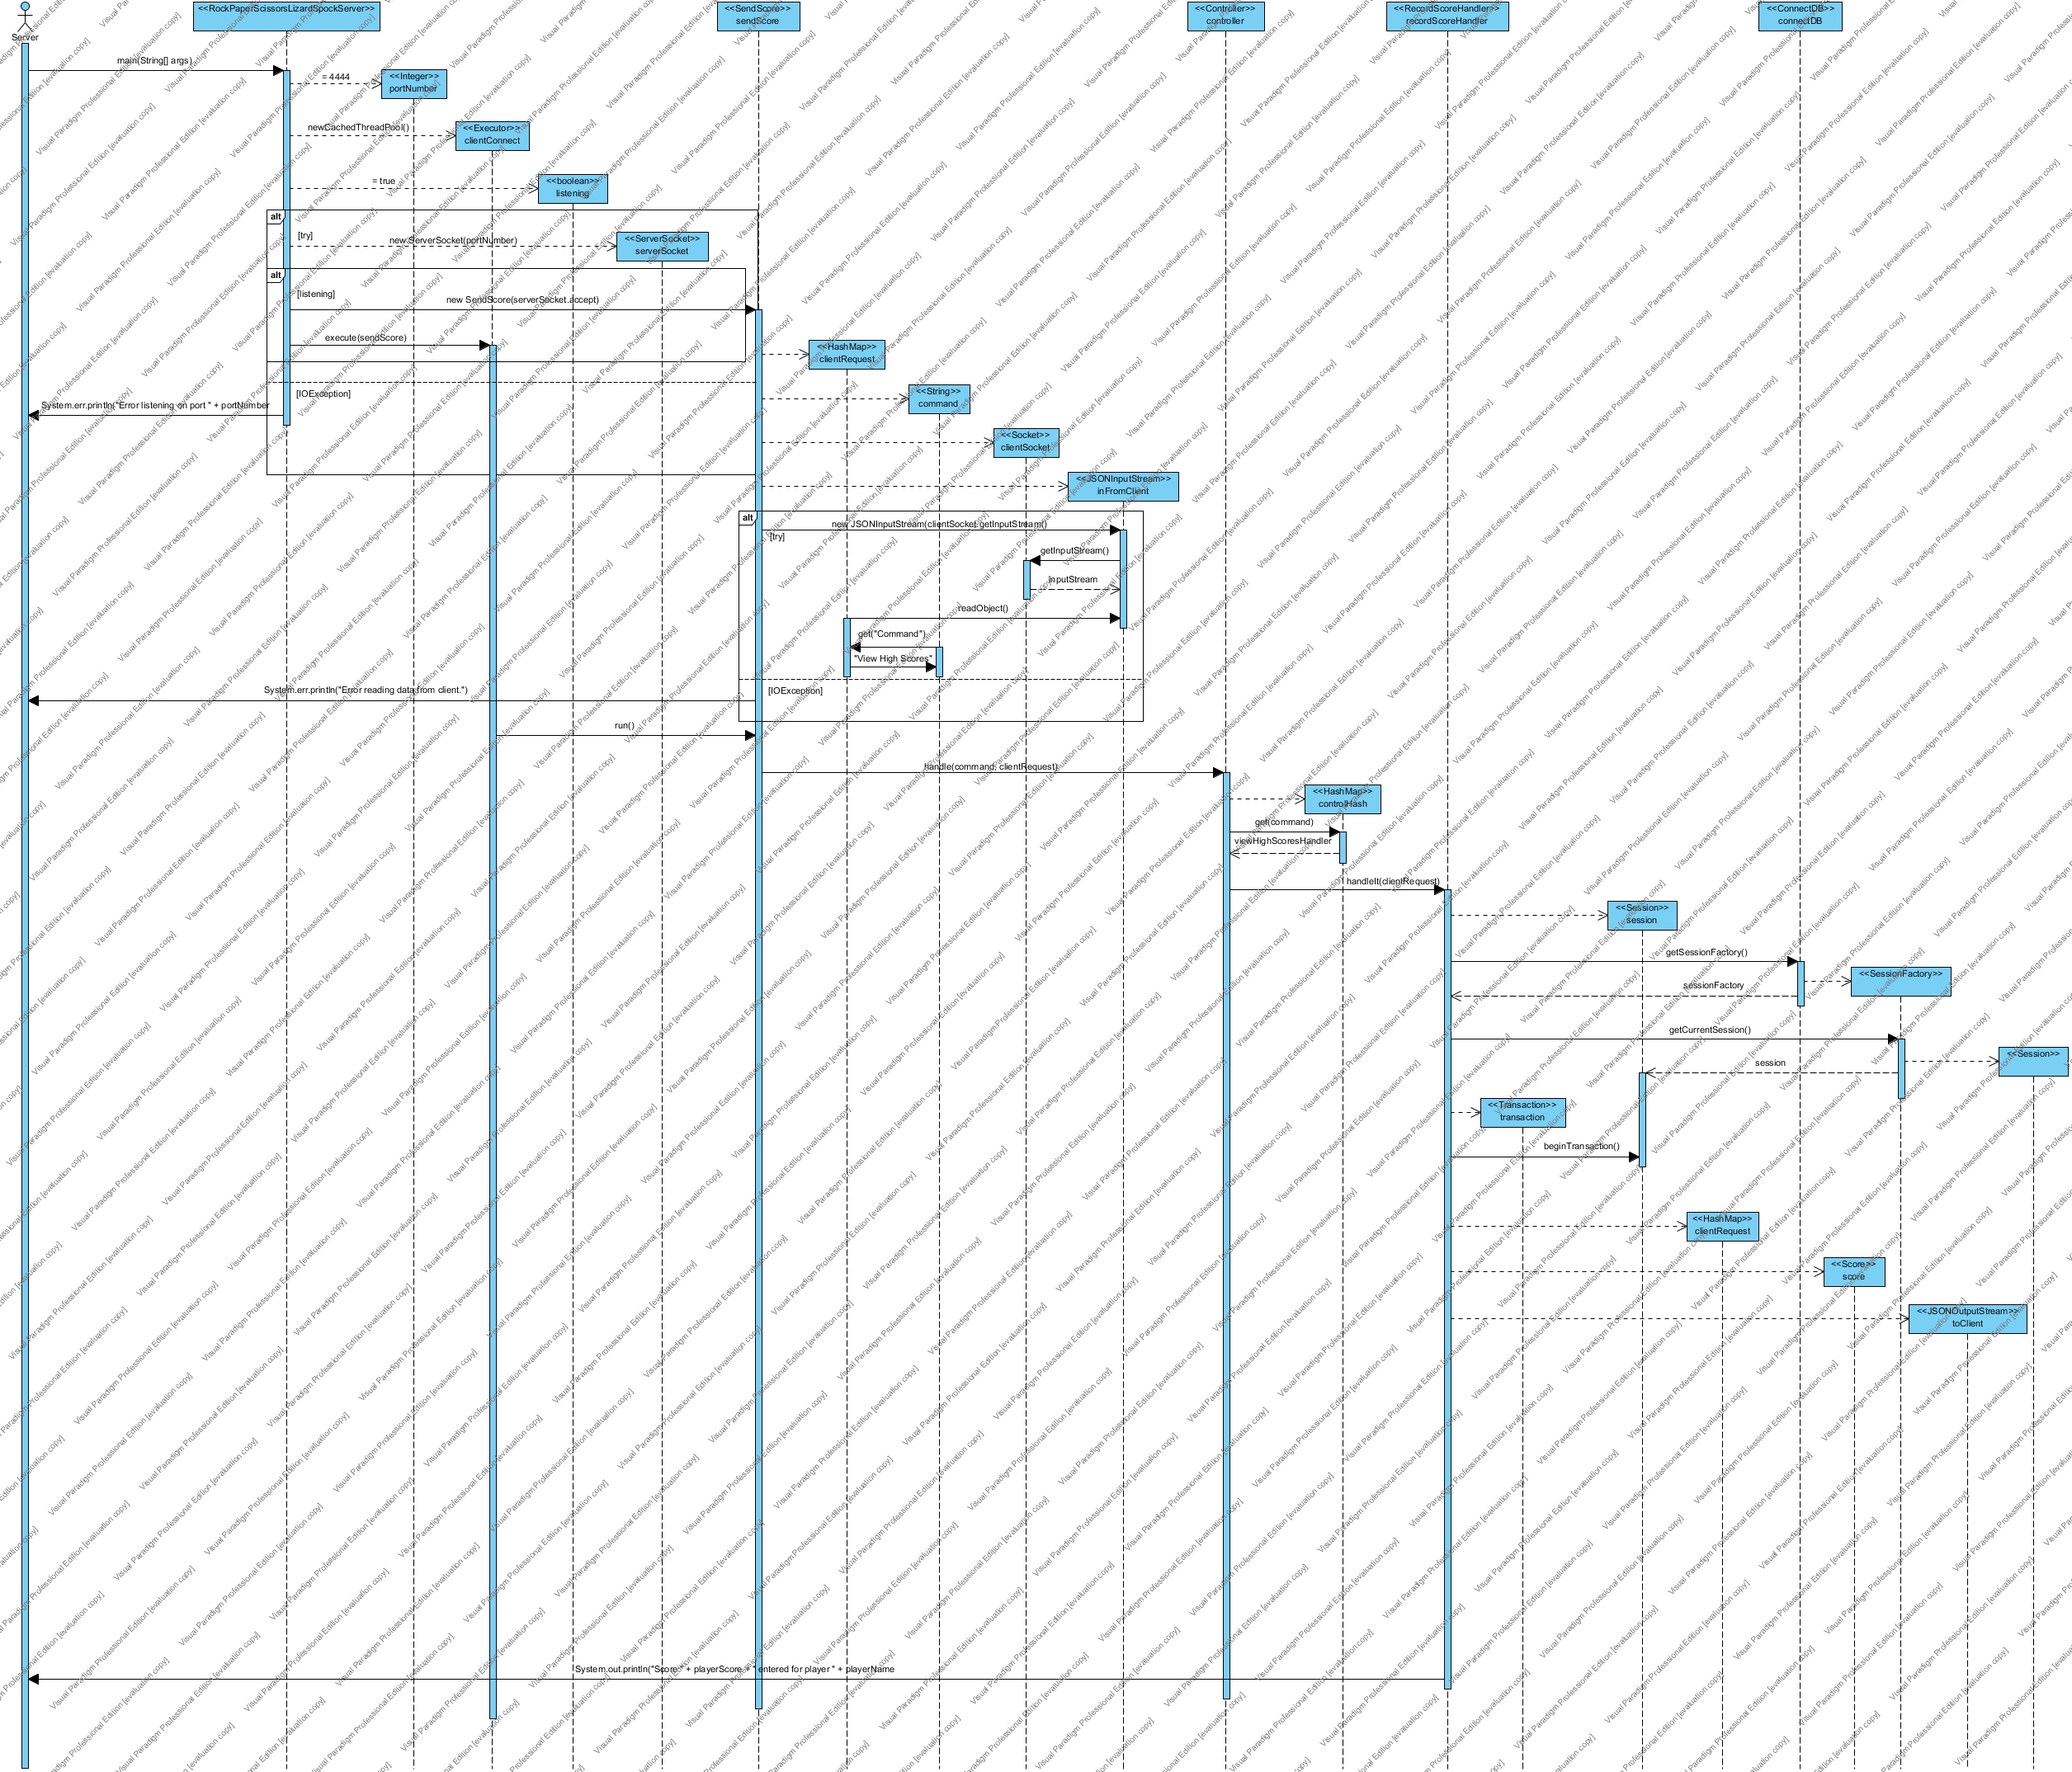 <<RockPaperScissorsLizardSpockServer>>
<<SendScore>>
sendScore
<<Controller>>
controller
<<RecordScoreHandler>>
recordScoreHandler
<<ConnectDB>>
connectDB
Server
main(String[] args)
= 4444
<<Integer>>
portNumber
newCachedThreadPool()
<<Executor>>
clientConnect
= true
<<boolean>>
listening
alt
[try]
new ServerSocket(portNumber)
<<ServerSocket>>
serverSocket
alt
[listening]
new SendScore(serverSocket.accept)
execute(sendScore)
<<HashMap>>
clientRequest
[IOException]
<<String>>
command
System.err.println("Error listening on port " + portNumber
<<Socket>>
clientSocket
<<JSONInputStream>>
inFromClient
alt
new JSONInputStream(clientSocket.getInputStream()
[try]
getInputStream()
inputStream
readObject()
get("Command")
"View High Scores"
[IOException]
System.err.println("Error reading data from client.")
run()
handle(command, clientRequest)
<<HashMap>>
controlHash
get(command)
viewHighScoresHandler
handleIt(clientRequest)
<<Session>>
session
getSessionFactory()
<<SessionFactory>>
sessionFactory
getCurrentSession()
<<Session>>
session
<<Transaction>>
transaction
beginTransaction()
<<HashMap>>
clientRequest
<<Score>>
score
<<JSONOutputStream>>
toClient
System.out.println("Score " + playerScore + " entered for player " + playerName
Visual Paradigm Professional Edition [evaluation copy]